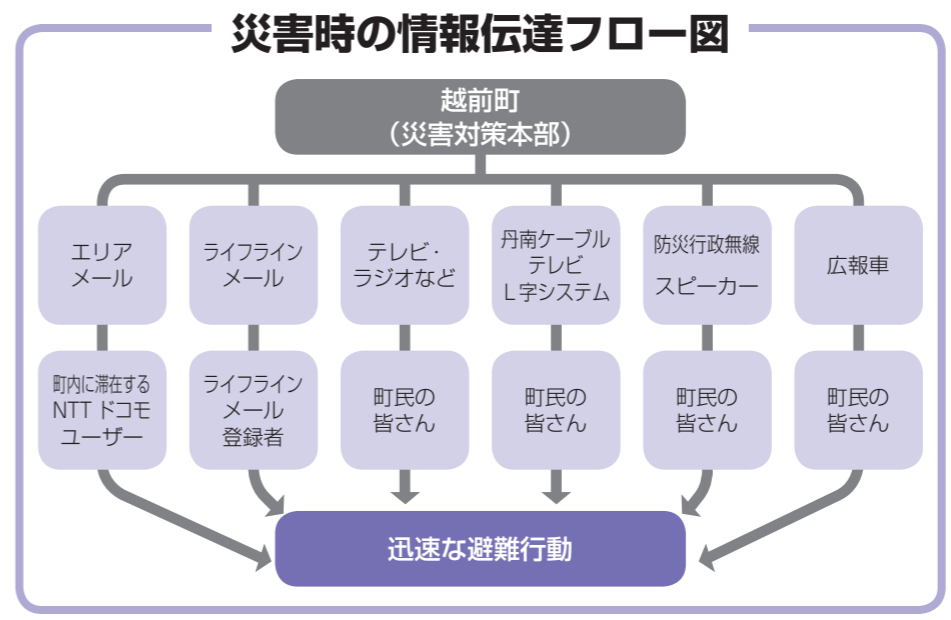 災害時の情報伝達フロー図
越前町
（災害対策本部）
エリア
メール
ライフライン
メール
テレビ・
ラジオなど
丹南ケーブル
テレビ
L字システム
防災行政無線
スピーカー
広報車
町内に滞在する
NTTドコモ
ユーザー
ライフライン
メール
登録者
町民の
皆さん
町民の
皆さん
町民の
皆さん
町民の
皆さん
迅速な避難行動